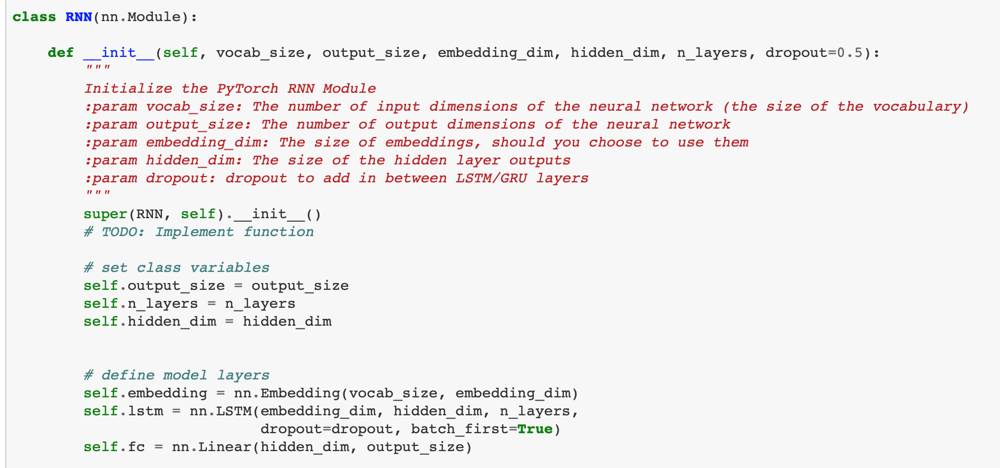 class RNN(nn.Module):
def __init__(self, vocab_size, output_size, embedding_dim, hidden_dim, n_layers, dropout=0.5):
"""
Initialize the PyTorch RNN Module
:param vocab_size: The number of input dimensions of the neural network (the size of the vocabulary)
:param output_size: The number of output dimensions of the neural network
:param embedding_dim: The size of embeddings, should you choose to use them
:param hidden_dim: The size of the hidden layer outputs
:param dropout: dropout to add in between LSTM/GRU layers
"""
super(RNN, self).__init__()
# TODO: Implement function
# set class variables
self.output_size = output_size
self.n_layers = n_layers
self.hidden_dim = hidden_dim
# define model layers
self.embedding = nn.Embedding(vocab_size, embedding_dim)
self.lstm = nn.LSTM(embedding_dim, hidden_dim, n_layers,
dropout=dropout, batch_first=True)
self.fc = nn.Linear(hidden_dim, output_size)